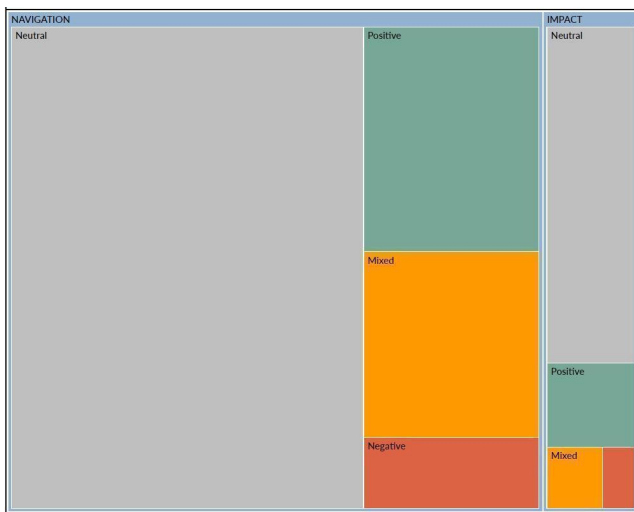 NAVIGATION
Neutral
Positive
Mixed
Negative
IMPACT
Neutral
Positive
Mixed